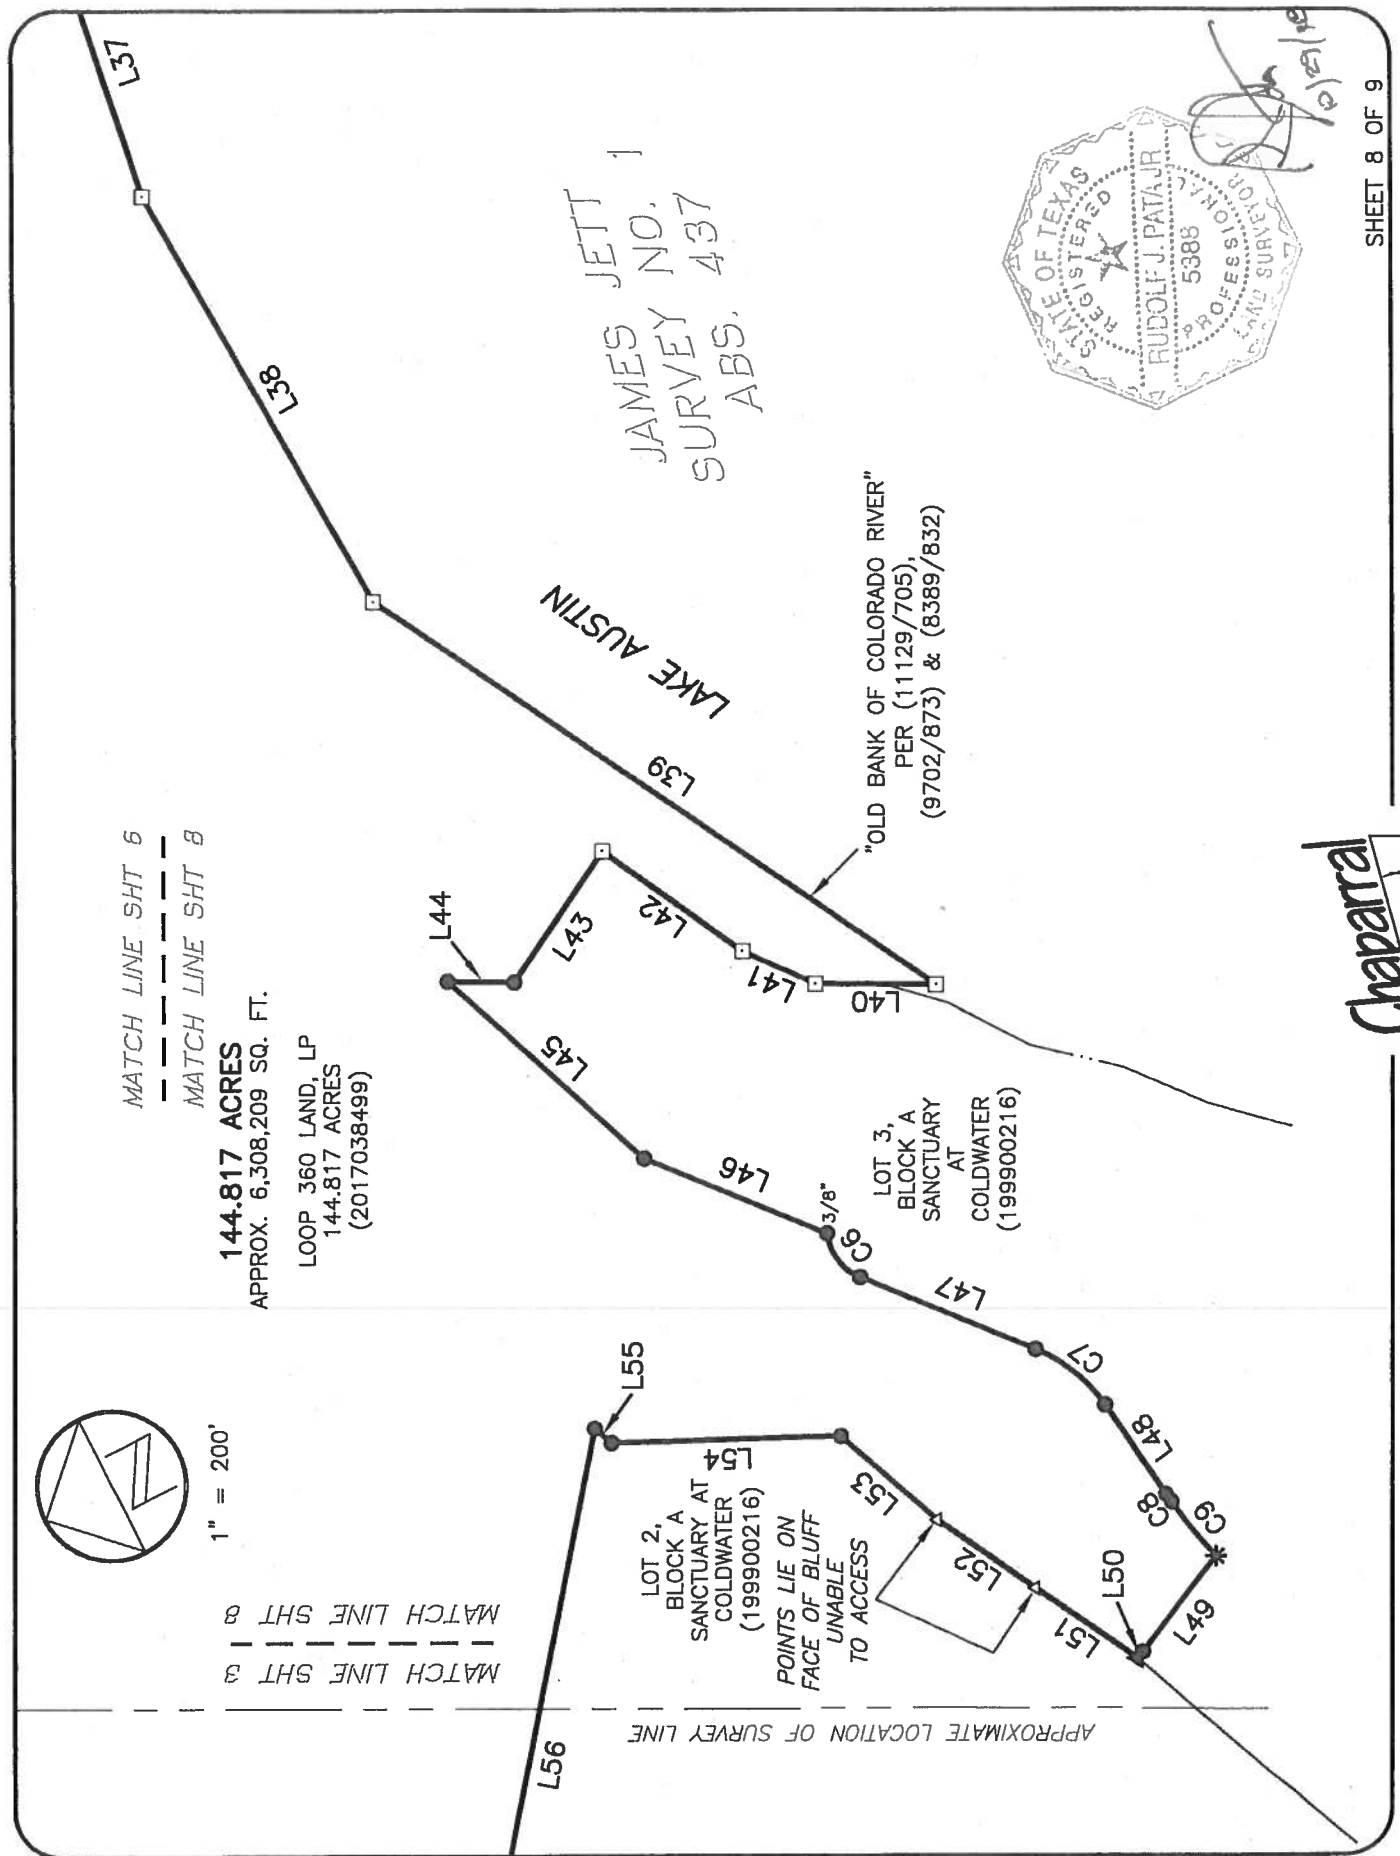 MATCH LINE SHT 6
MATCH LINE SHT 8
144.817 ACRES
APPROX. 6,308,209 SQ. FT.
LOOP 360 LAND, LP
144.817 ACRES
(2017038499)
1" = 200'
MATCH LINE SHT 8
MATCH LINE SHT 3
APPROXIMATE LOCATION OF SURVEY LINE
L37
L38
L39
L40
L41
L42
L43
L44
L45
L46
3/8"
C6
L47
C7
L48
C8
C9
L49
L50
L51
L52
L53
L54
L55
L56
LAKE AUSTIN
JAMES JETT 1
SURVEY NO.
ABS. 437
"OLD BANK OF COLORADO RIVER"
PER (11129/705),
(9702/873) & (8389/832)
LOT 3,
BLOCK A
SANCTUARY
AT
COLDWATER
(199900216)
LOT 2,
BLOCK A
SANCTUARY AT
COLDWATER
(199900216)
POINTS LIE ON
FACE OF BLUFF
UNABLE
TO ACCESS
STATE OF TEXAS
REGISTERED
RUDOLF J. PATA JR.
5388
PROFESSIONAL
LAND SURVEYOR
Chaparral
SHEET 8 OF 9